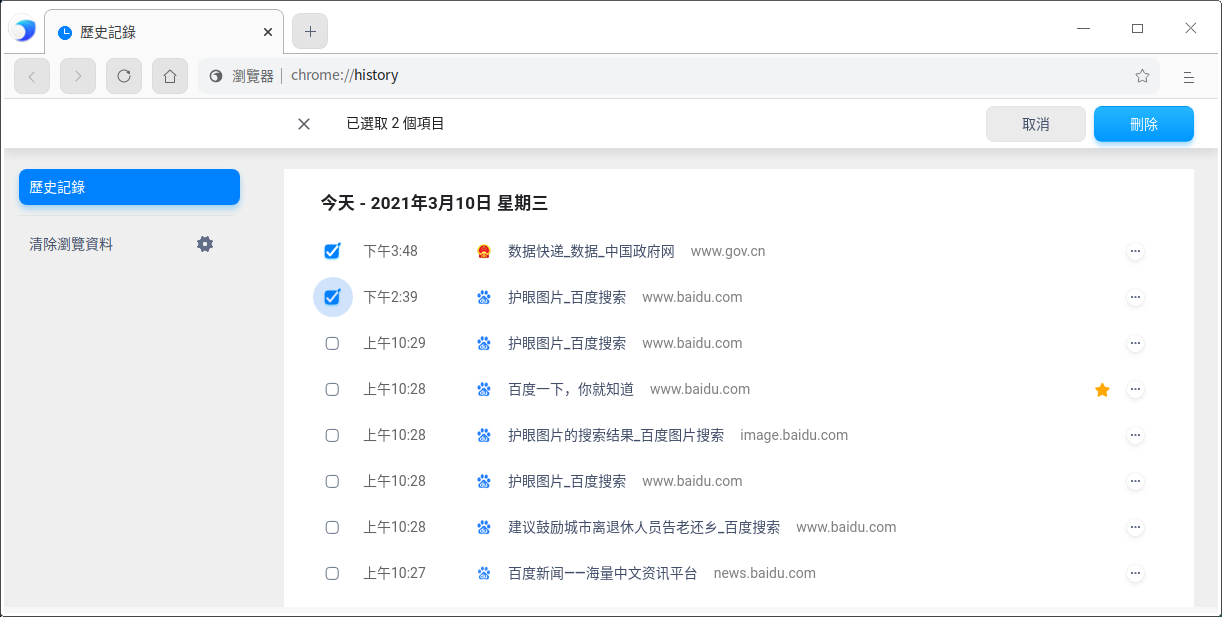 歷史記錄
瀏覽器 | chrome://history
已選取 2 個項目 取消 刪除
歷史記錄
清除瀏覽資料
今天 - 2021年3月10日 星期三
下午3:48 数据快递_数据_中国政府网 www.gov.cn
下午2:39 护眼图片_百度搜索 www.baidu.com
上午10:29 护眼图片_百度搜索 www.baidu.com
上午10:28 百度一下，你就知道 www.baidu.com
上午10:28 护眼图片的搜索结果_百度图片搜索 image.baidu.com
上午10:28 护眼图片_百度搜索 www.baidu.com
上午10:28 建议鼓励城市离退休人员告老还乡_百度搜索 www.baidu.com
上午10:27 百度新闻——海量中文资讯平台 news.baidu.com